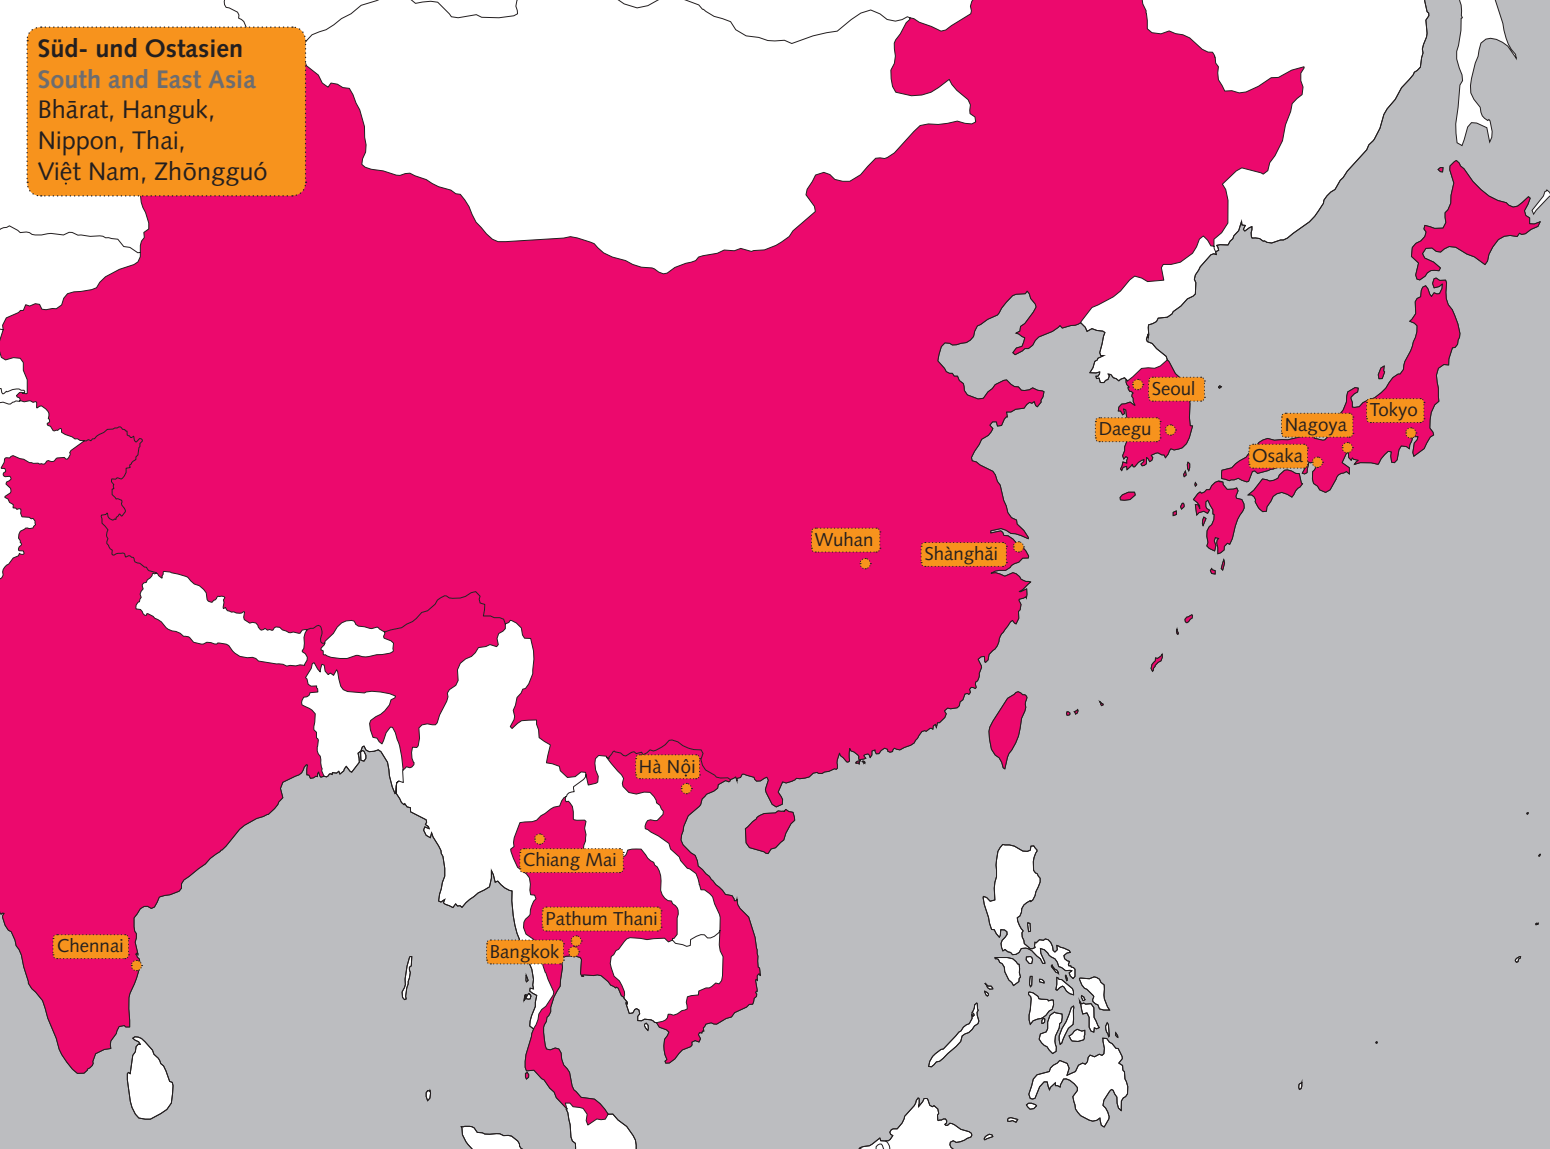 Süd- und Ostasien
South and East Asia
Bhārat, Hanguk,
Nippon, Thai,
Việt Nam, Zhōngguó
Seoul
Tokyo
Daegu
Nagoya
Osaka
Wuhan
Shànghăi
Hà Nội
Chiang Mai
Pathum Thani
Chennai
Bangkok